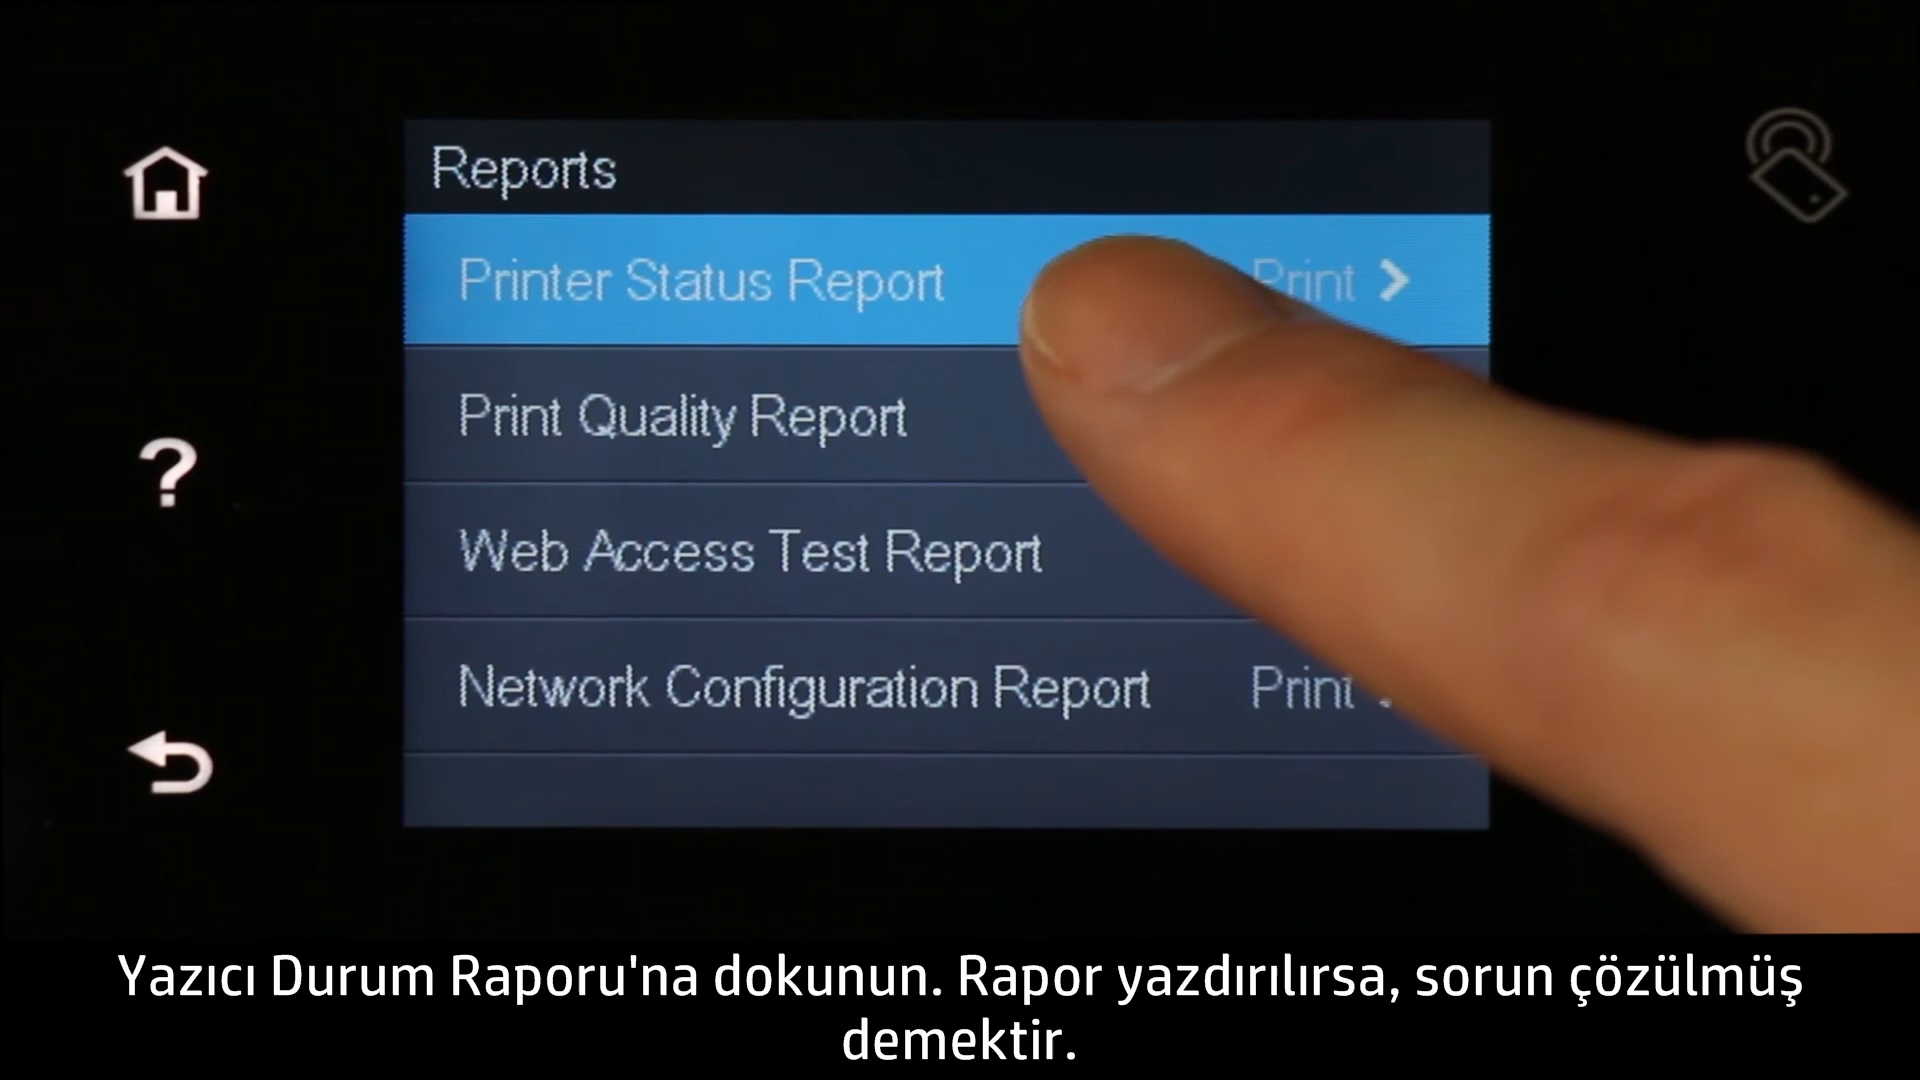 Reports
Printer Status Report Print
Print Quality Report
Web Access Test Report
Network Configuration Report Print
?
Yazıcı Durum Raporu'na dokunun. Rapor yazdırılırsa, sorun çözülmüş
demektir.